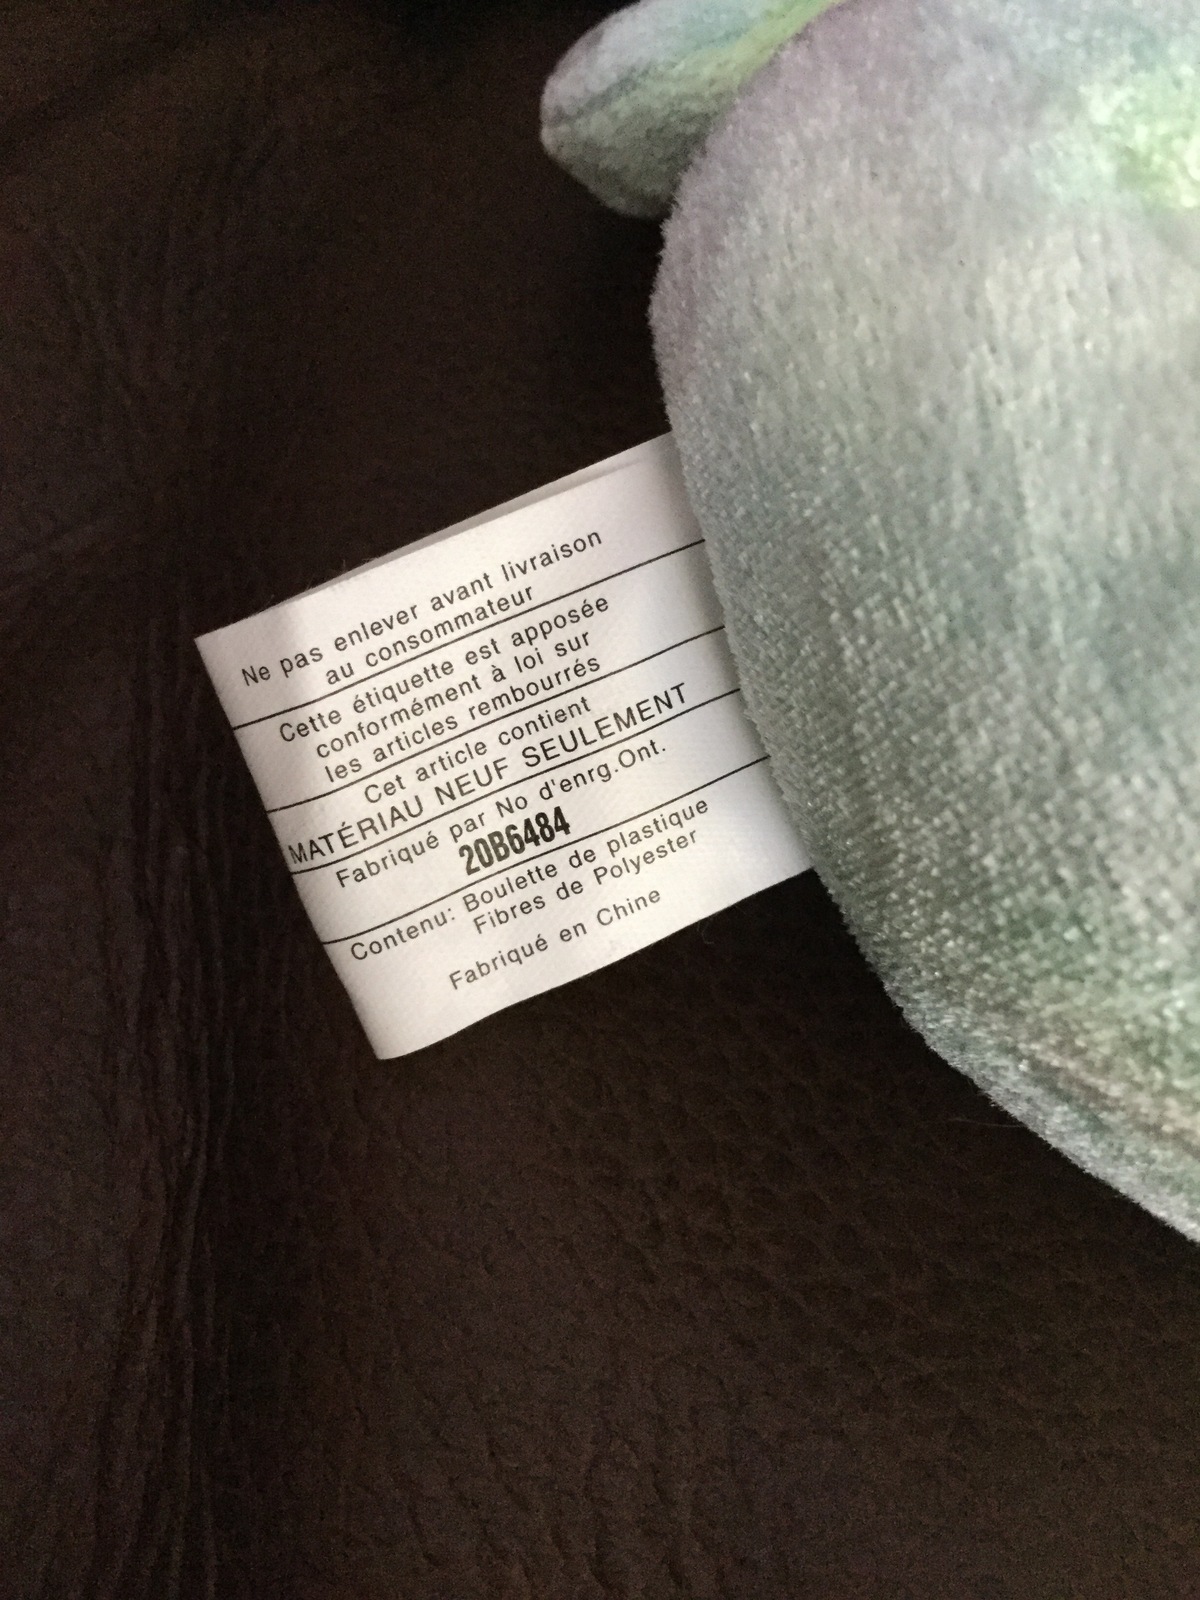 Ne pas enlever avant livraison
au consommateur
Cette étiquette est apposée
conformément à loi sur
les articles rembourrés
Cet article contient
MATÉRIAU NEUF SEULEMENT
Fabriqué par No d'enrg.Ont.
20B6484
Contenu: Boulette de plastique
Fibres de Polyester
Fabriqué en Chine